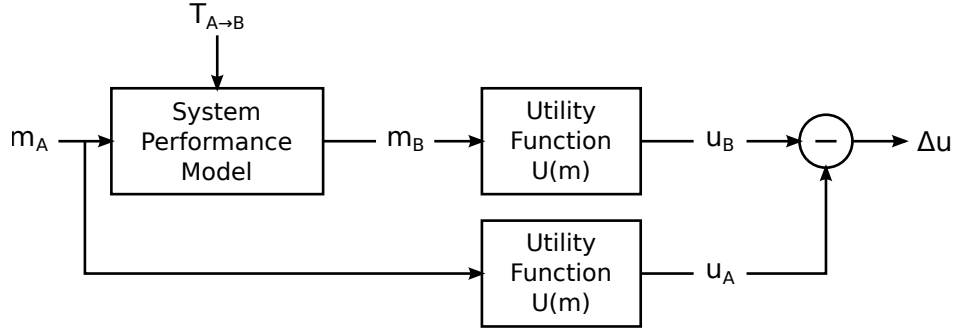 T_A→B
m_A
System
Performance
Model
m_B
Utility
Function
U(m)
u_B
−
Δu
Utility
Function
U(m)
u_A